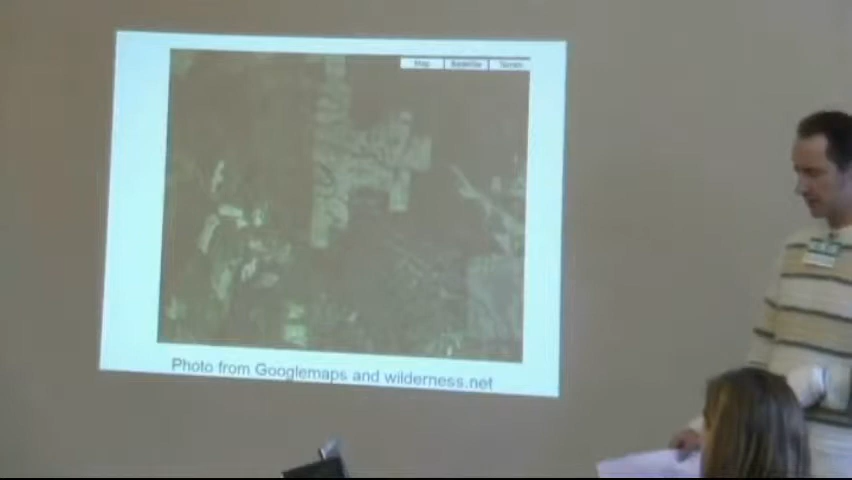 Map Satellite Terrain
Photo from Googlemaps and wilderness.net